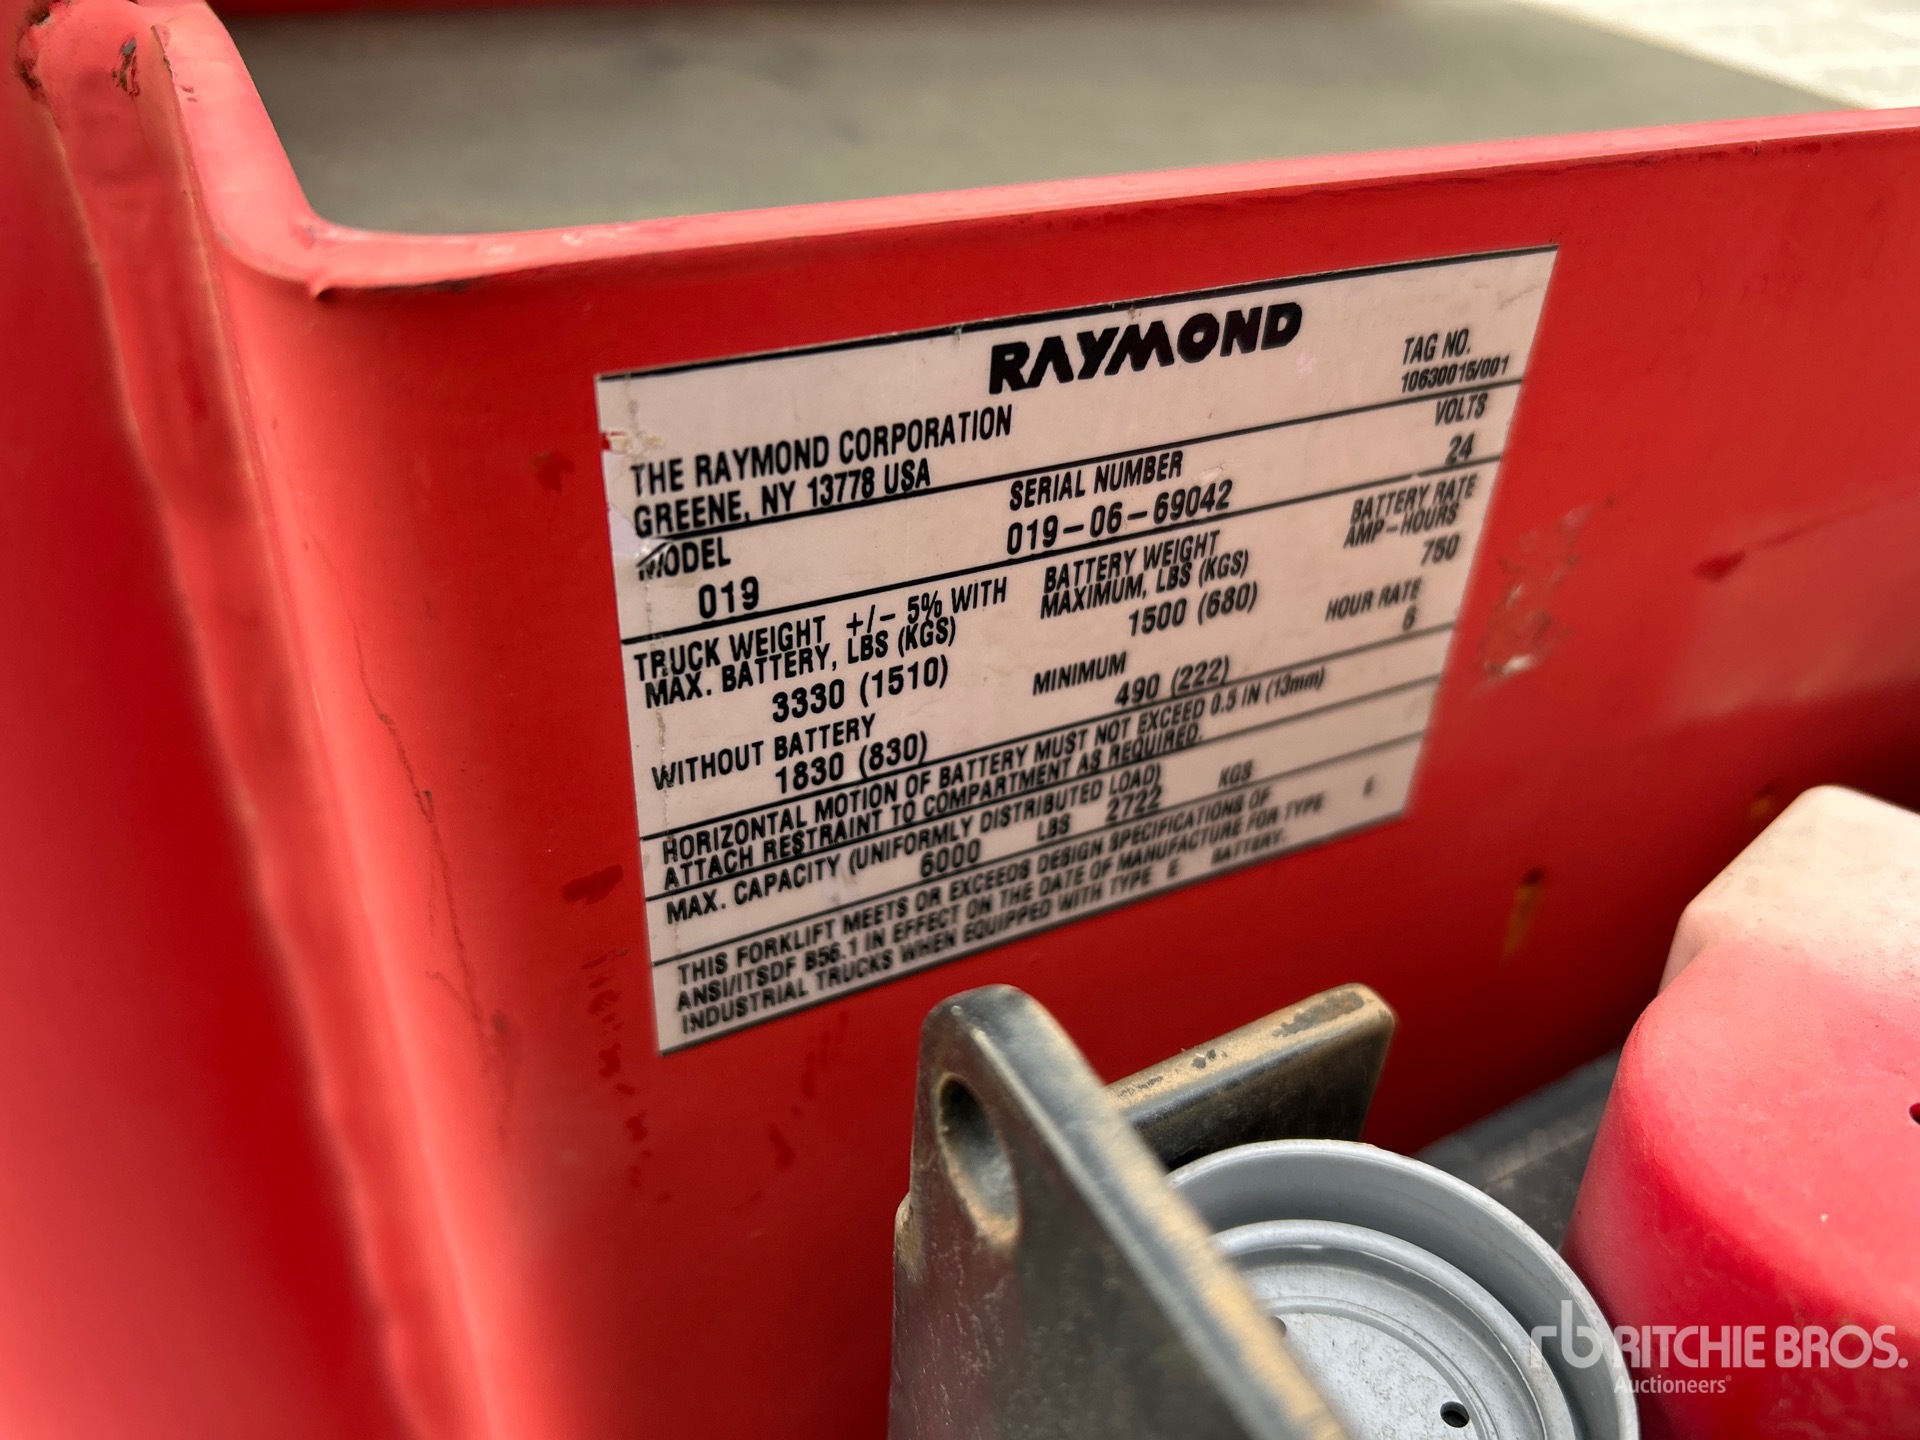 RAYMOND
TAG NO.
10630015/001
THE RAYMOND CORPORATION
GREENE, NY 13778 USA
MODEL
019
SERIAL NUMBER
019-06-69042
VOLTS
24
TRUCK WEIGHT +/- 5% WITH
MAX. BATTERY, LBS (KGS)
3330 (1510)
BATTERY WEIGHT
MAXIMUM, LBS (KGS)
1500 (680)
BATTERY RATE
AMP-HOURS
750
WITHOUT BATTERY
1830 (830)
MINIMUM
490 (222)
HOUR RATE
6
HORIZONTAL MOTION OF BATTERY MUST NOT EXCEED 0.5 IN (13mm)
ATTACH RESTRAINT TO COMPARTMENT AS REQUIRED.
MAX. CAPACITY (UNIFORMLY DISTRIBUTED LOAD)
6000 LBS 2722 KGS
THIS FORKLIFT MEETS OR EXCEEDS DESIGN SPECIFICATIONS OF
ANSI/ITSDF B56.1 IN EFFECT ON THE DATE OF MANUFACTURE FOR TYPE E
INDUSTRIAL TRUCKS WHEN EQUIPPED WITH TYPE E BATTERY.
rb RITCHIE BROS.
Auctioneers